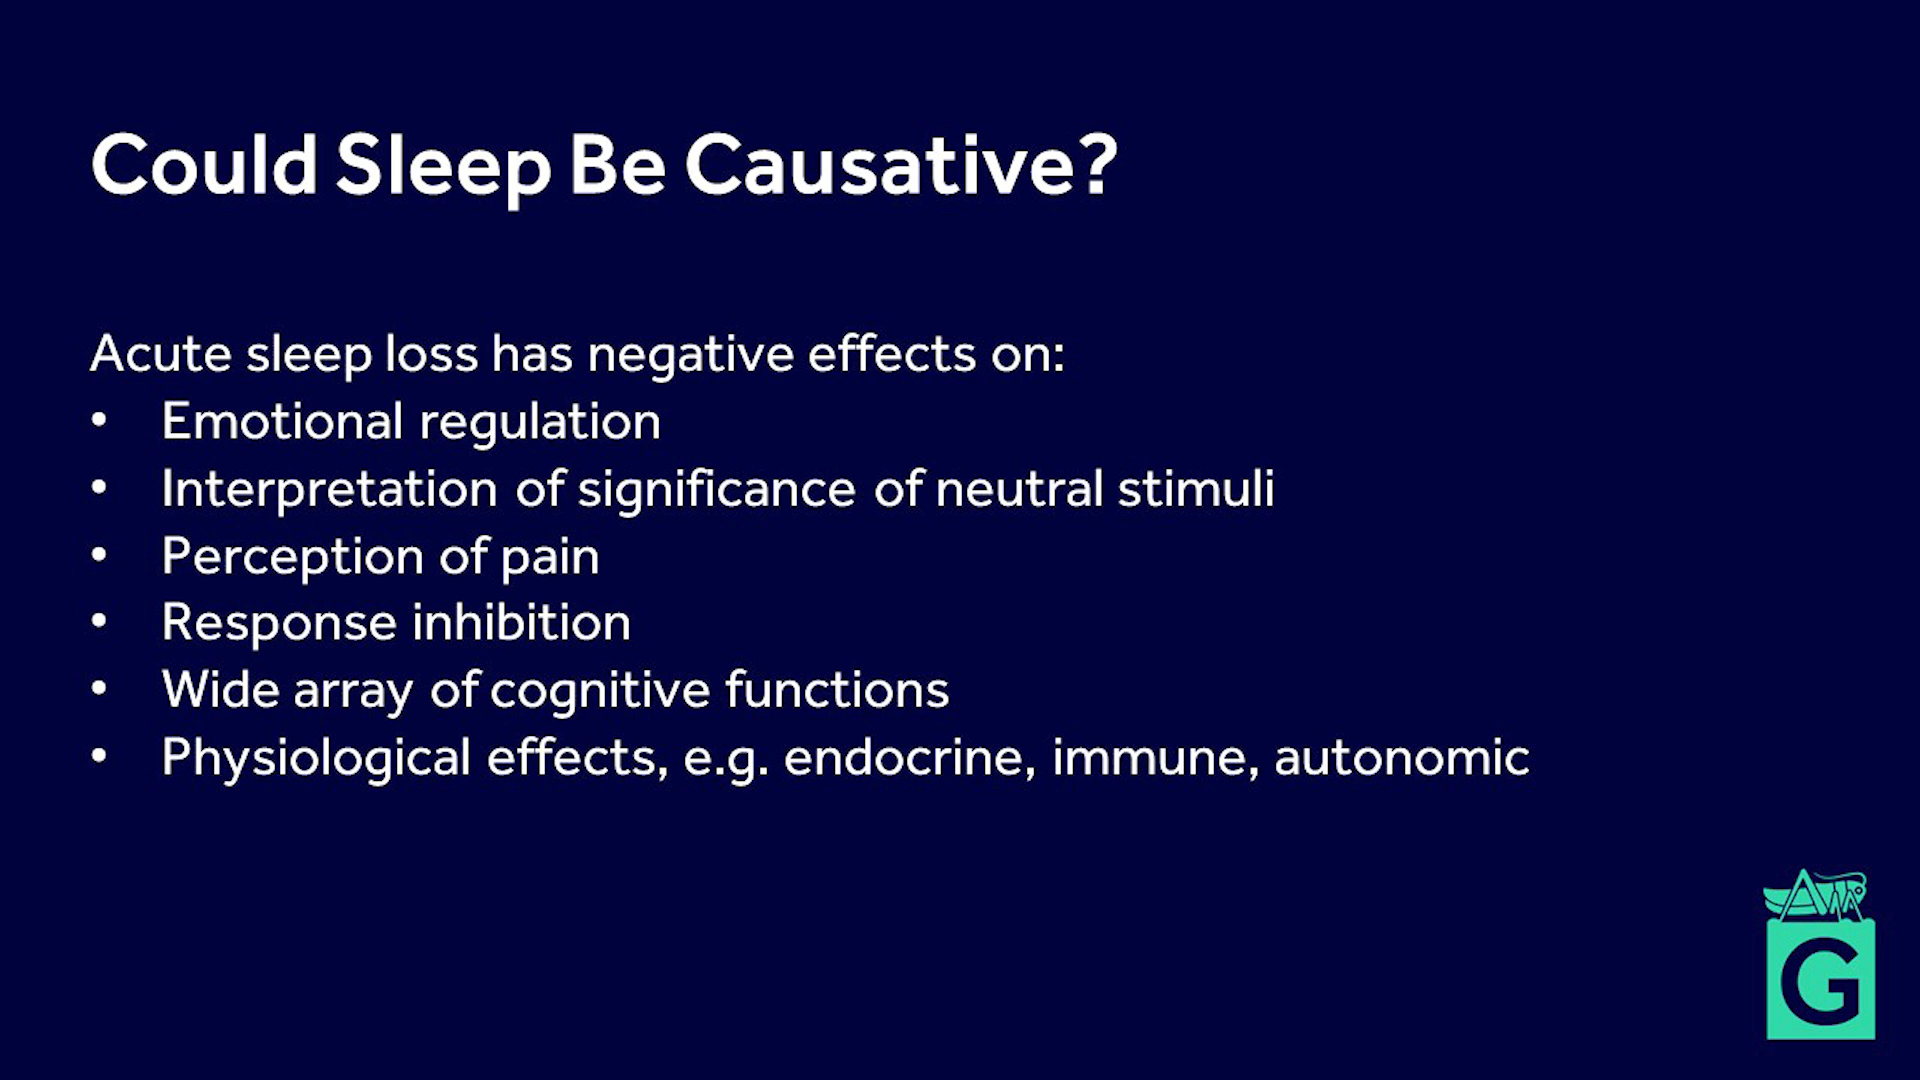 Could Sleep Be Causative?
Acute sleep loss has negative effects on:
• Emotional regulation
• Interpretation of significance of neutral stimuli
• Perception of pain
• Response inhibition
• Wide array of cognitive functions
• Physiological effects, e.g. endocrine, immune, autonomic
G